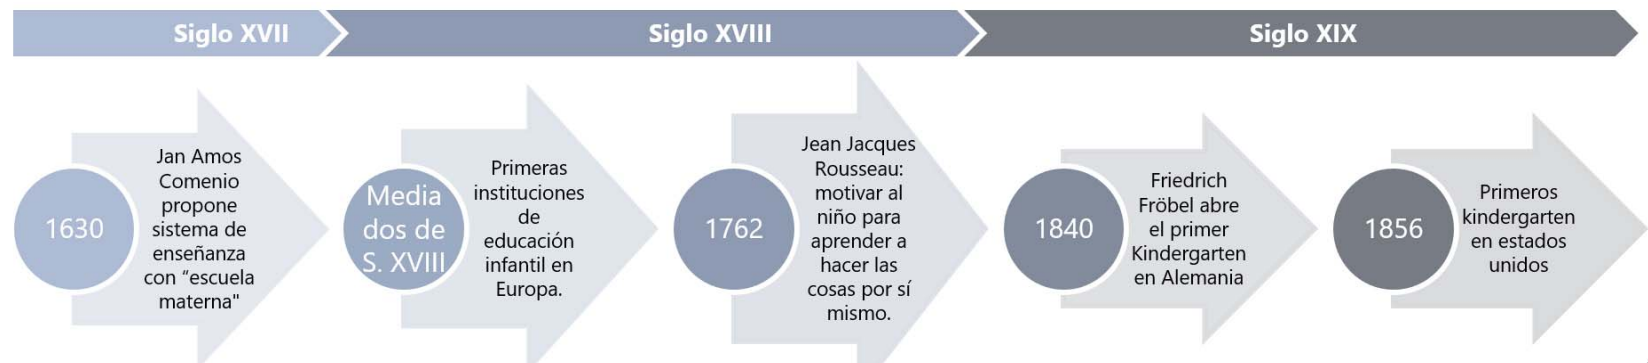 Siglo XVII
Siglo XVIII
Siglo XIX
1630
Jan Amos
Comenio
propone
sistema de
enseñanza
con “escuela
materna"
Media
dos de
S. XVIII
Primeras
instituciones
de
educación
infantil en
Europa.
1762
Jean Jacques
Rousseau:
motivar al
niño para
aprender a
hacer las
cosas por sí
mismo.
1840
Friedrich
Fröbel abre
el primer
Kindergarten
en Alemania
1856
Primeros
kindergarten
en estados
unidos